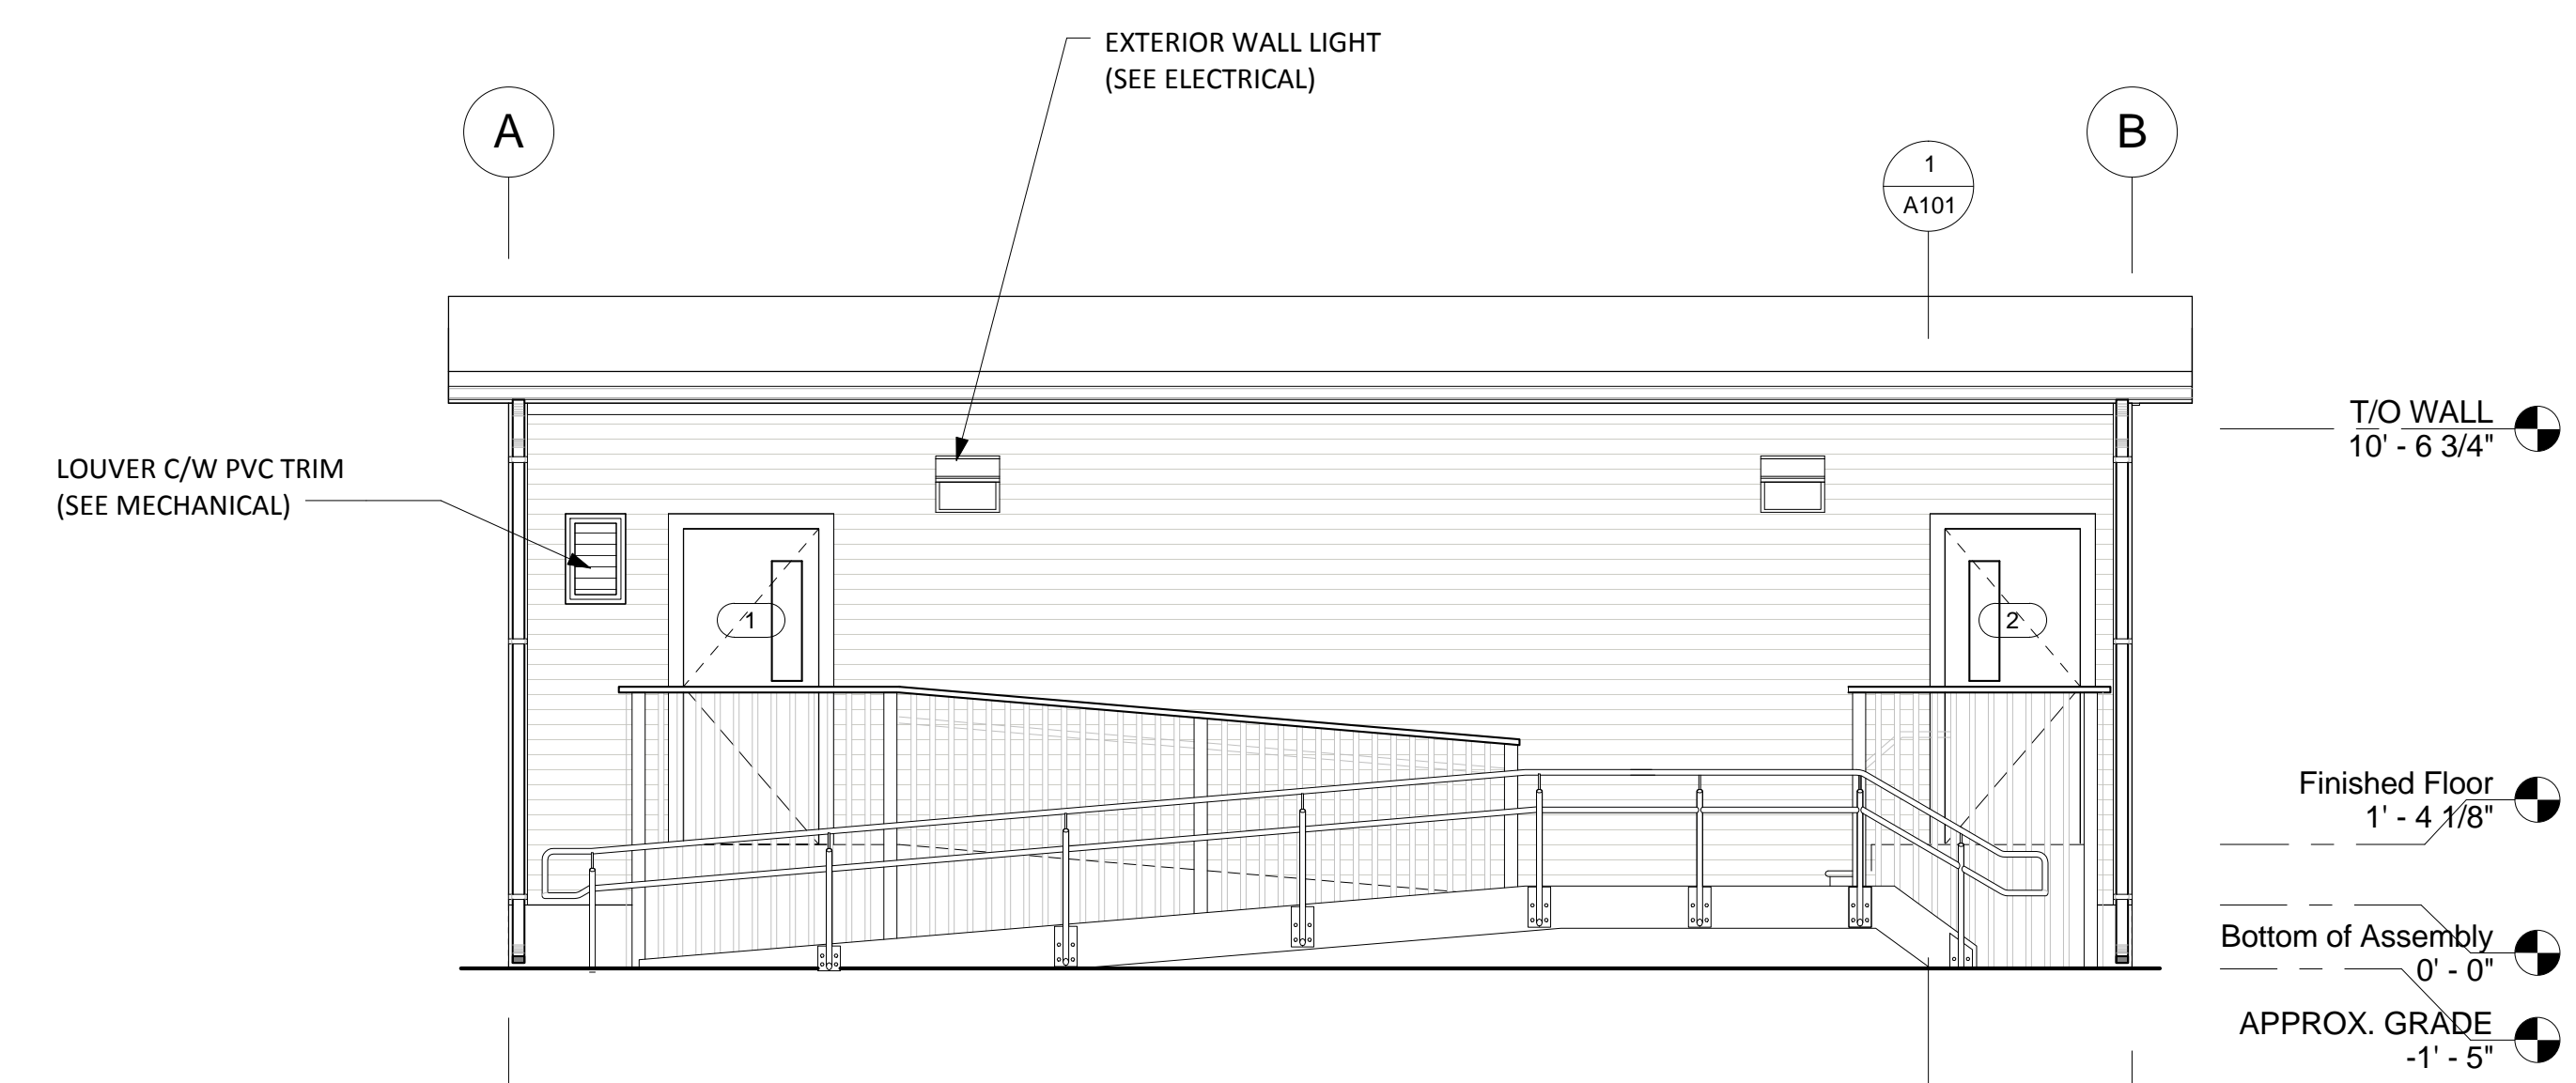 EXTERIOR WALL LIGHT
(SEE ELECTRICAL)
A
B
1
A101
LOUVER C/W PVC TRIM
(SEE MECHANICAL)
T/O WALL
10' - 6 3/4"
1
2
Finished Floor
1' - 4 1/8"
Bottom of Assembly
0' - 0"
APPROX. GRADE
-1' - 5"